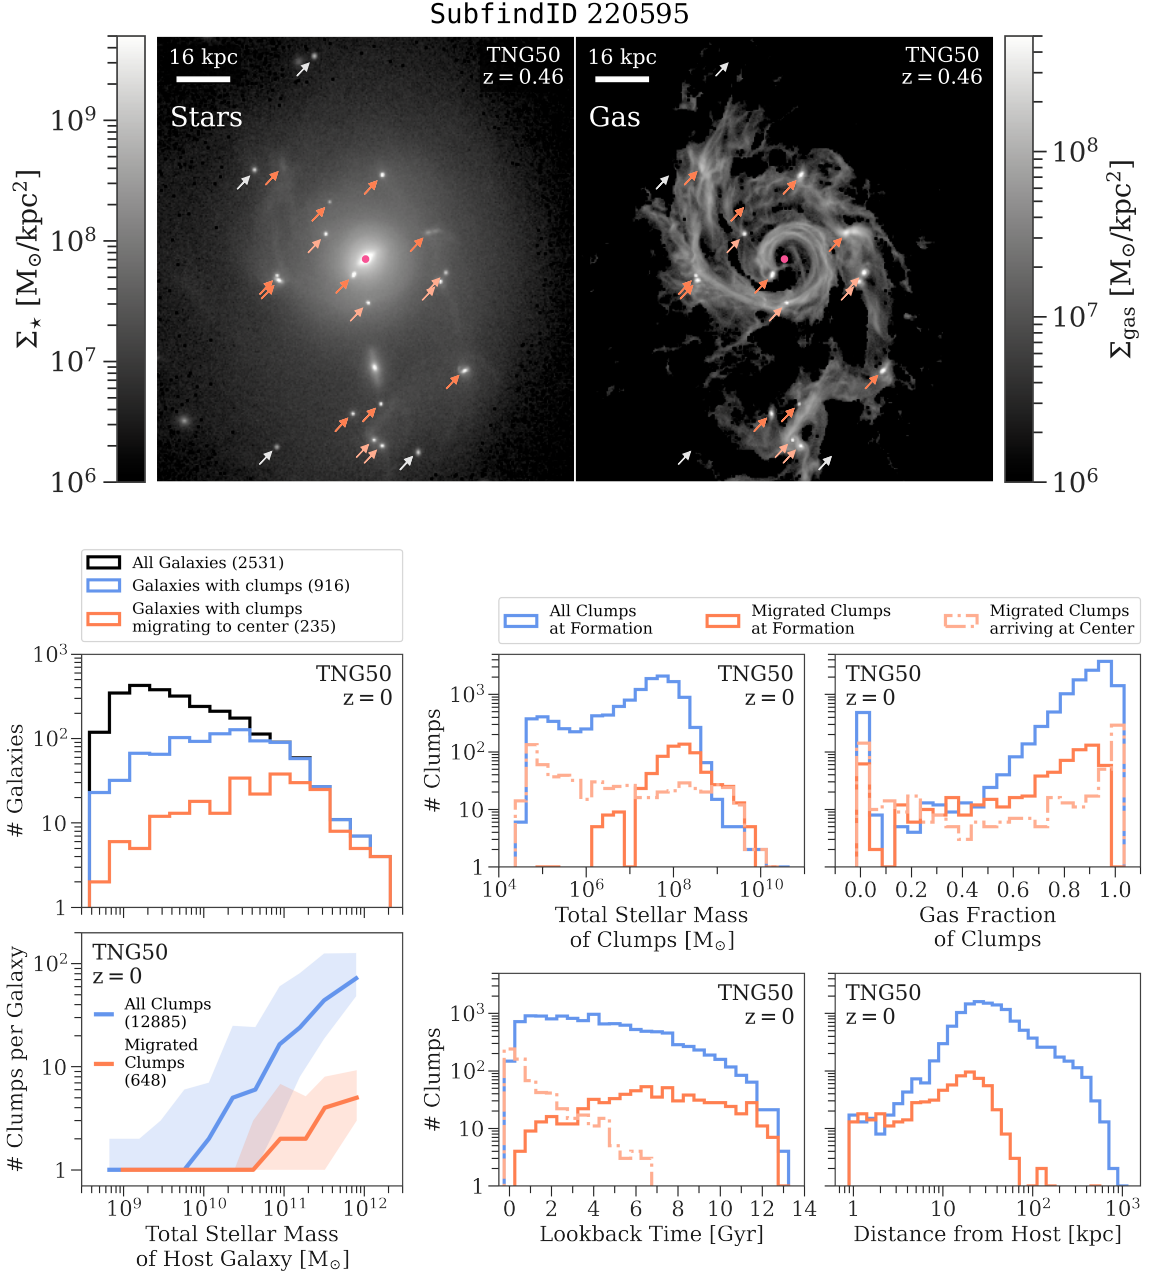 SubfindID 220595
16 kpc
TNG50
z = 0.46
Stars
16 kpc
TNG50
z = 0.46
Gas
10⁹
10⁸
10⁷
10⁶
Σ⋆ [M⊙/kpc²]
10⁸
10⁷
10⁶
Σgas [M⊙/kpc²]
All Galaxies (2531)
Galaxies with clumps (916)
Galaxies with clumps
migrating to center (235)
TNG50
z = 0
10³
10²
10
1
# Galaxies
TNG50
z = 0
All Clumps
(12885)
Migrated
Clumps
(648)
10²
10
1
# Clumps per Galaxy
10⁹ 10¹⁰ 10¹¹ 10¹²
Total Stellar Mass
of Host Galaxy [M⊙]
All Clumps
at Formation
Migrated Clumps
at Formation
Migrated Clumps
arriving at Center
TNG50
z = 0
10³
10²
10
1
# Clumps
10⁴ 10⁶ 10⁸ 10¹⁰
Total Stellar Mass
of Clumps [M⊙]
TNG50
z = 0
0.0 0.2 0.4 0.6 0.8 1.0
Gas Fraction
of Clumps
TNG50
z = 0
10³
10²
10
1
# Clumps
0 2 4 6 8 10 12 14
Lookback Time [Gyr]
TNG50
z = 0
1 10 10² 10³
Distance from Host [kpc]